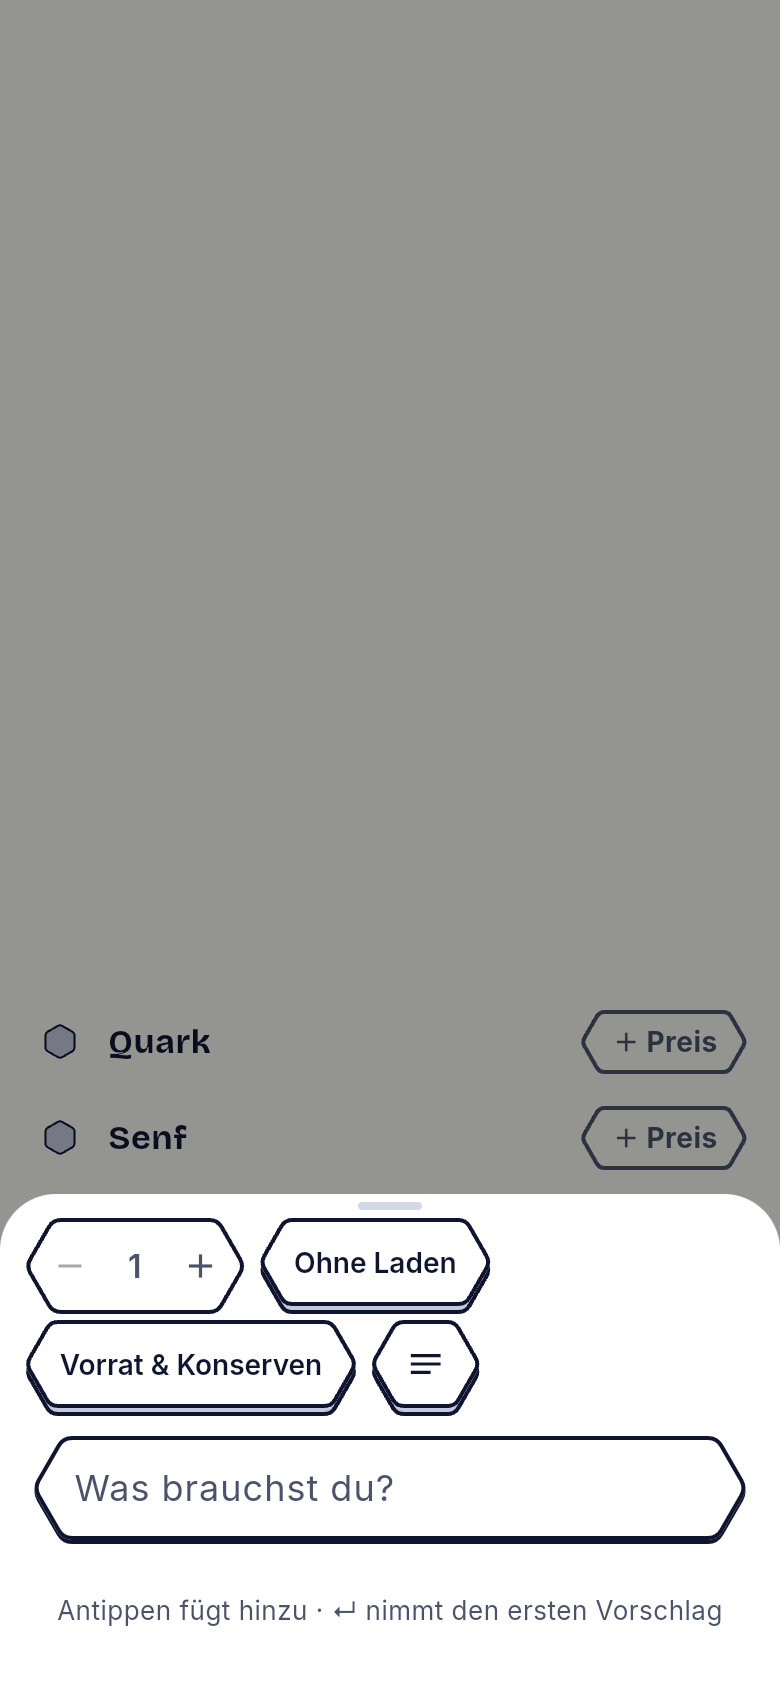 Quark
+ Preis
Senf
+ Preis
− 1 +
Ohne Laden
Vorrat & Konserven
Was brauchst du?
Antippen fügt hinzu · ↵ nimmt den ersten Vorschlag